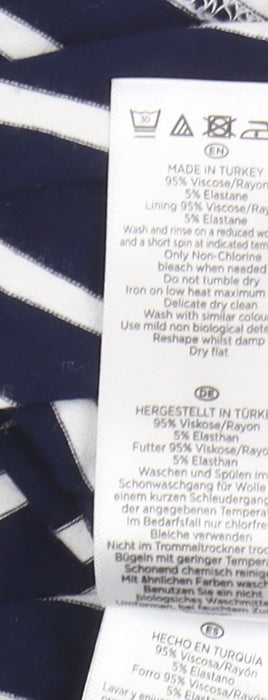 30
EN
MADE IN TURKEY
95% Viscose/Rayon
5% Elastane
Lining 95% Viscose/Ray
5% Elastane
Wash and rinse on a reduced wo
and a short spin at indicated tem
Only Non-Chlorine
bleach when needed
Do not tumble dry
Iron on low heat maximum
Delicate dry clean
Wash with similar colou
Use mild non biological dete
Reshape whilst damp
Dry flat
DE
HERGESTELLT IN TÜRK
95% Viskose/Rayon
5% Elasthan
Futter 95% Viskose/Rayo
5% Elasthan
Waschen und Spülen im
Schonwaschgang für Wolle
einem kurzen Schleudergang
der angegebenen Tempera
Im Bedarfsfall nur chlorfre
Bleiche verwenden
Nicht im Trommeltrockner troc
Bügeln mit geringer Tempera
Schonend chemisch reinige
Mit ähnlichen Farben wasch
Benutzen Sie ein nicht
biologisches Waschmitte
ES
HECHO EN TURQUÍA
95% Viscosa/Rayón
5% Elastano
Forro 95% Viscosa/Rayó
5% Elast
Lavar y enju